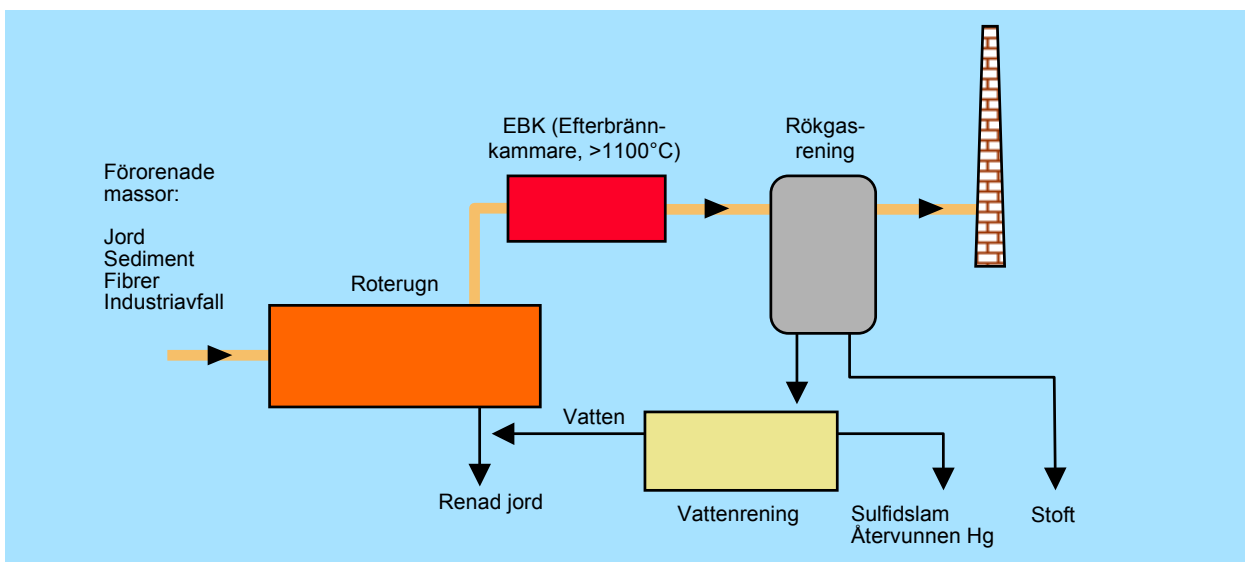 Förorenade
massor:
Jord
Sediment
Fibrer
Industriavfall
Roterugn
EBK (Efterbränn-
kammare, >1100°C)
Rökgas-
rening
Vatten
Renad jord
Vattenrening
Sulfidslam
Återvunnen Hg
Stoft